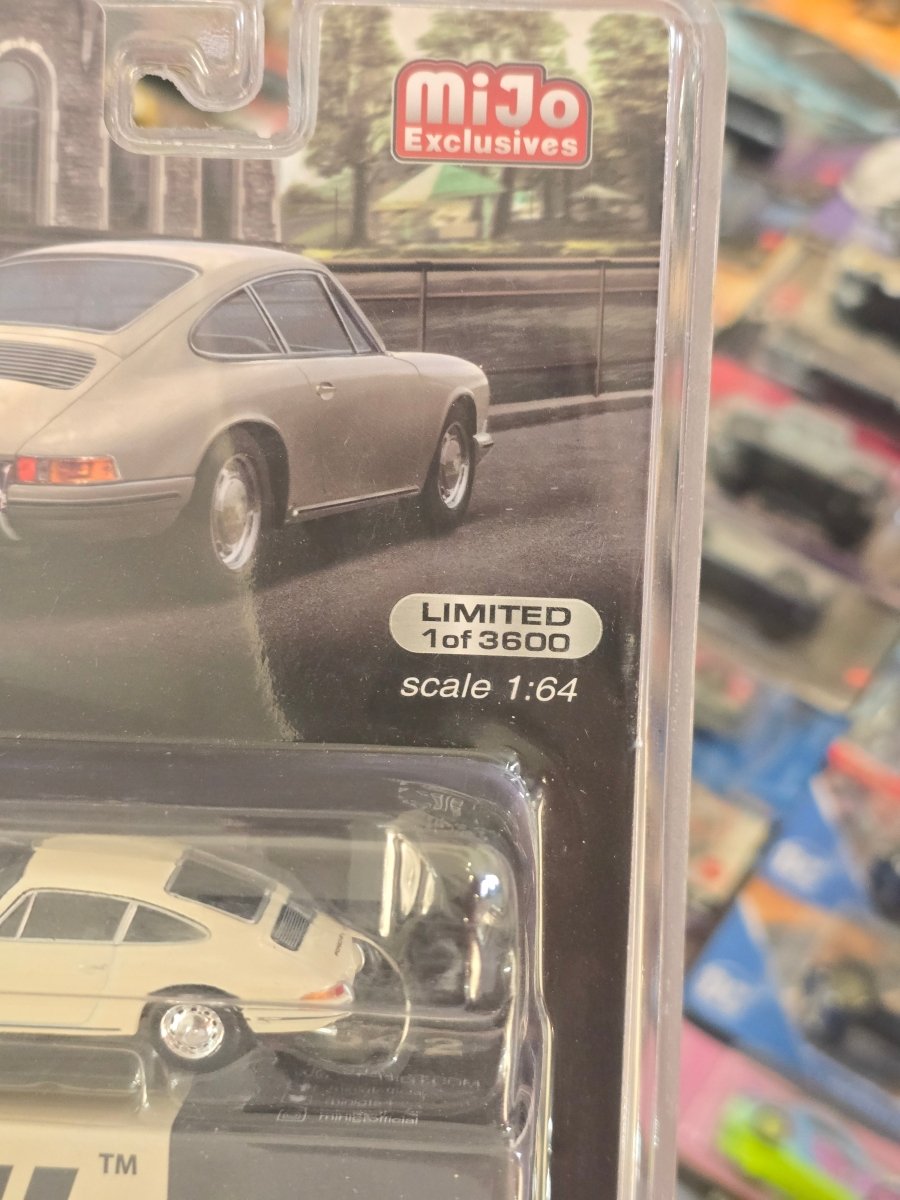 MiJo
Exclusives
LIMITED
1of 3600
scale 1:64
TM